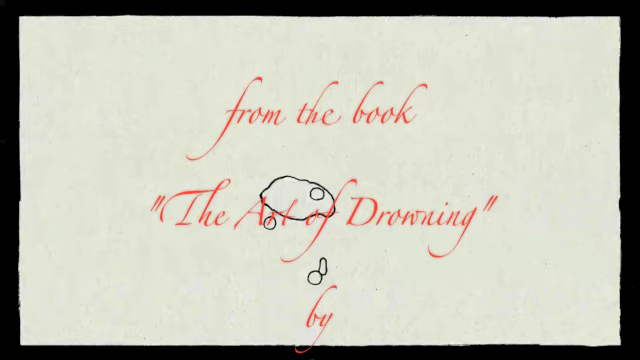 from the book
"The Art of Drowning"
by